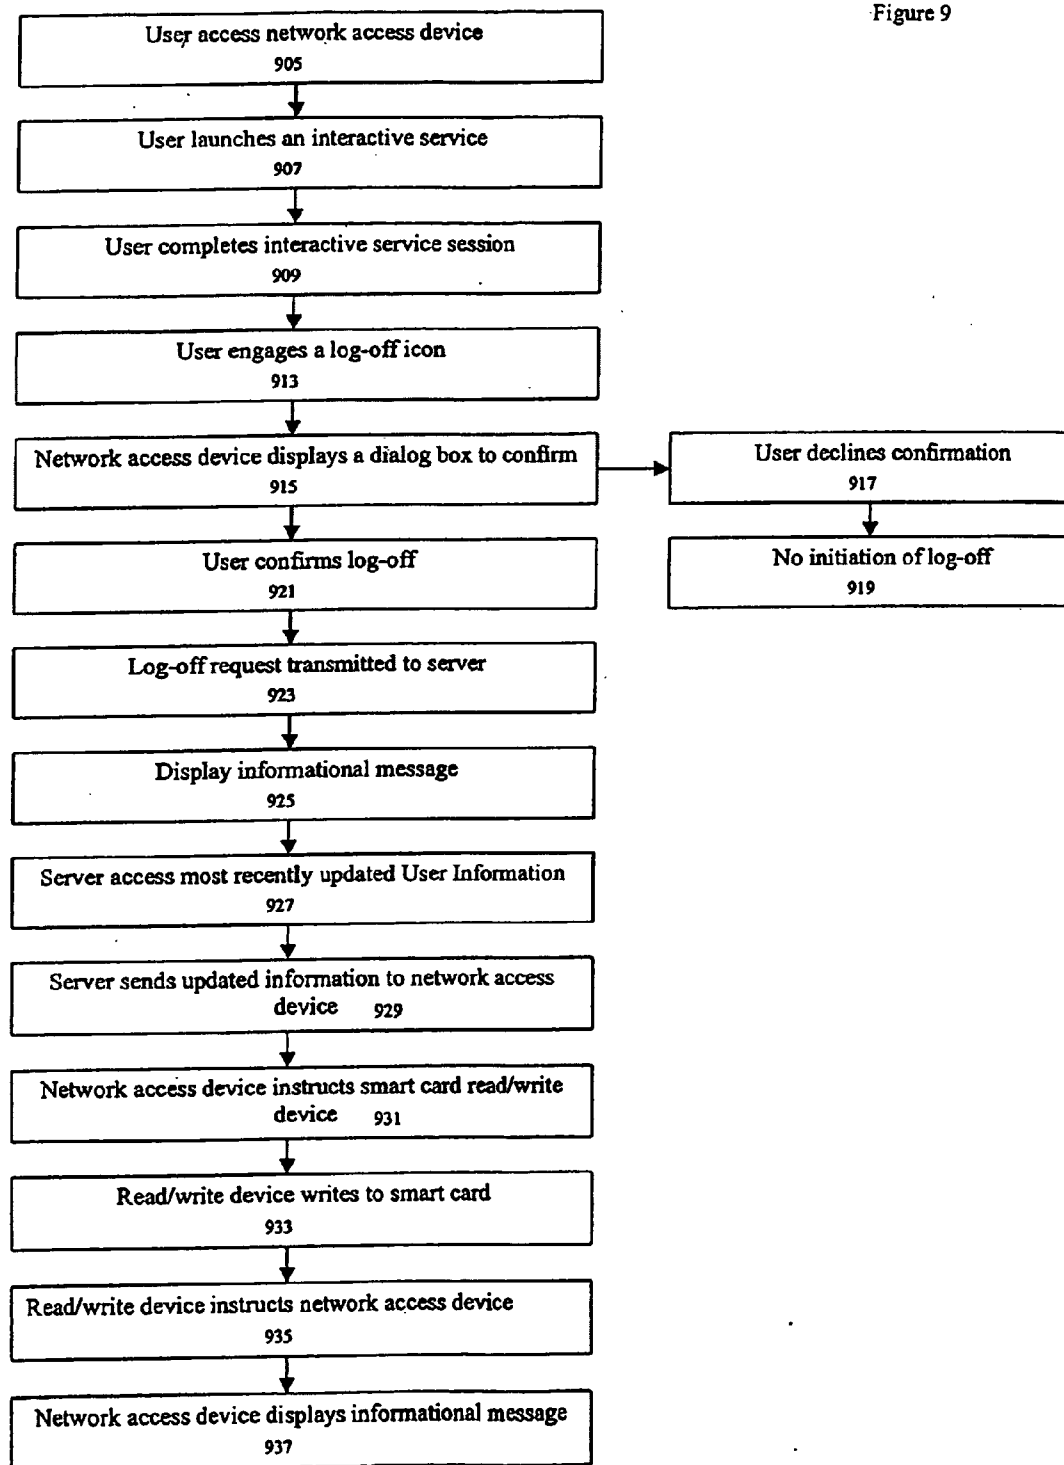 Figure 9
User access network access device
905
User launches an interactive service
907
User completes interactive service session
909
User engages a log-off icon
913
Network access device displays a dialog box to confirm
915
User declines confirmation
917
No initiation of log-off
919
User confirms log-off
921
Log-off request transmitted to server
923
Display informational message
925
Server access most recently updated User Information
927
Server sends updated information to network access
device 929
Network access device instructs smart card read/write
device 931
Read/write device writes to smart card
933
Read/write device instructs network access device
935
Network access device displays informational message
937